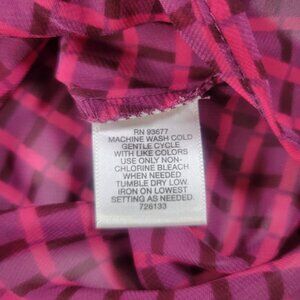 RN 93677
MACHINE WASH COLD
GENTLE CYCLE
WITH LIKE COLORS
USE ONLY NON-
CHLORINE BLEACH
WHEN NEEDED
TUMBLE DRY LOW.
IRON ON LOWEST
SETTING AS NEEDED.
726133